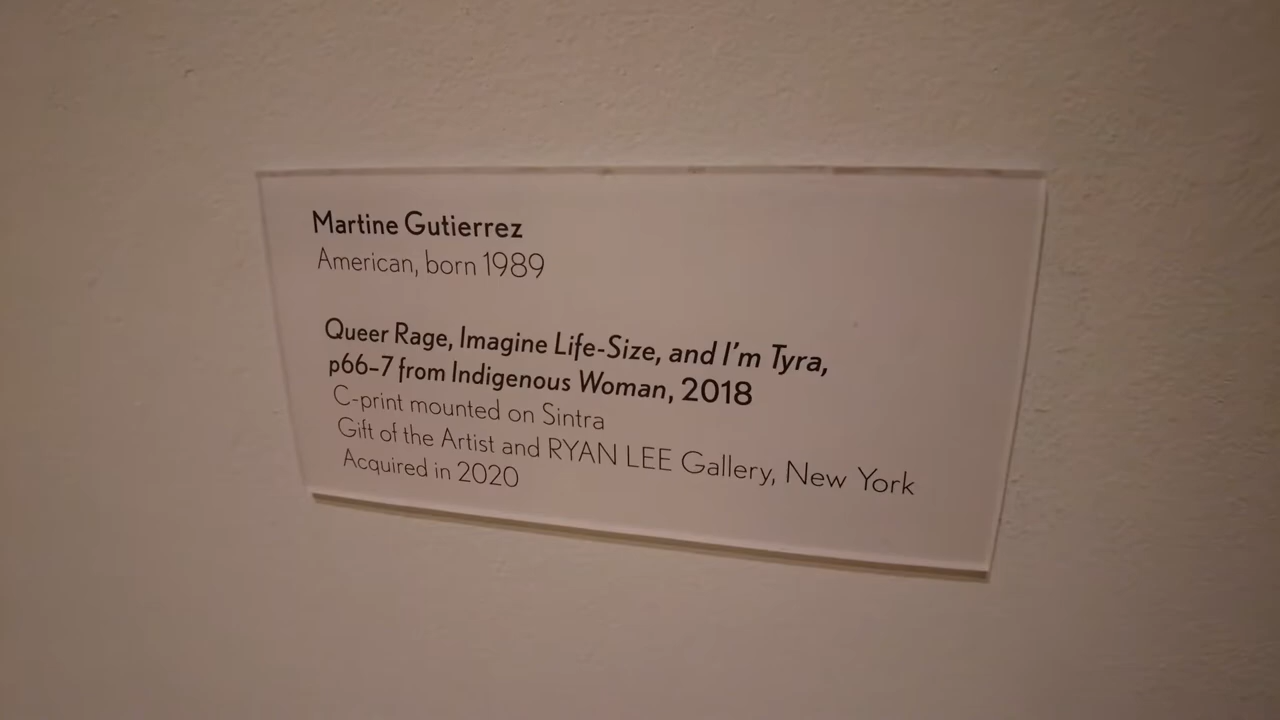 Martine Gutierrez
American, born 1989
Queer Rage, Imagine Life-Size, and I'm Tyra,
p66-7 from Indigenous Woman, 2018
C-print mounted on Sintra
Gift of the Artist and RYAN LEE Gallery, New York
Acquired in 2020